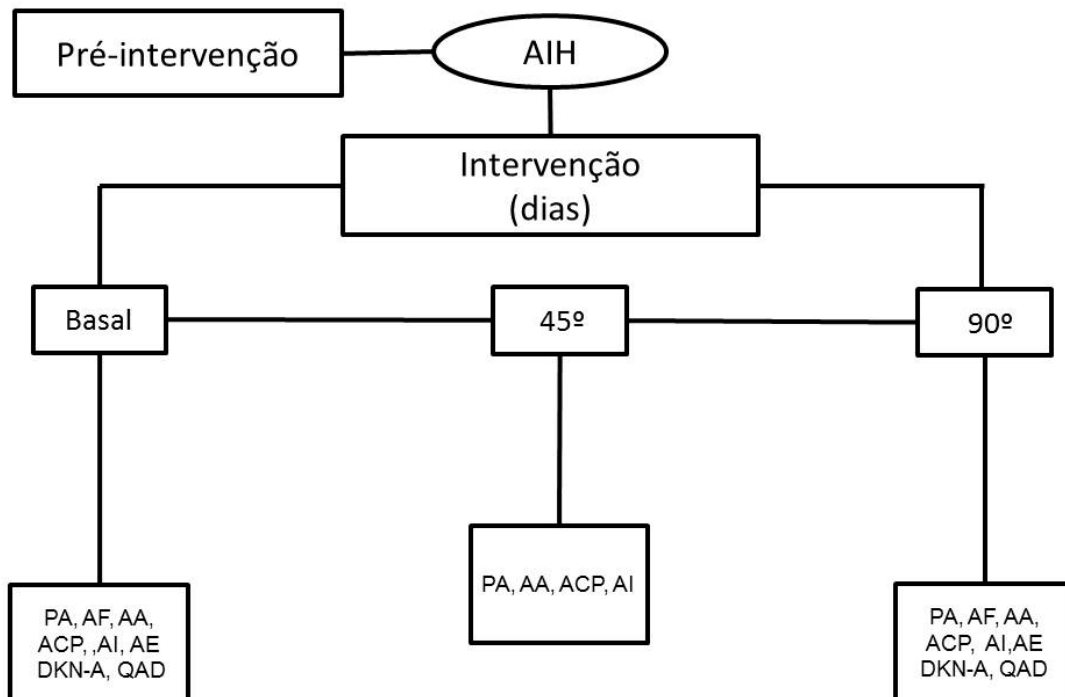 Pré-intervenção
AIH
Intervenção
(dias)
Basal
45º
90º
PA, AF, AA,
ACP, ,AI, AE
DKN-A, QAD
PA, AA, ACP, AI
PA, AF, AA,
ACP, AI,AE
DKN-A, QAD